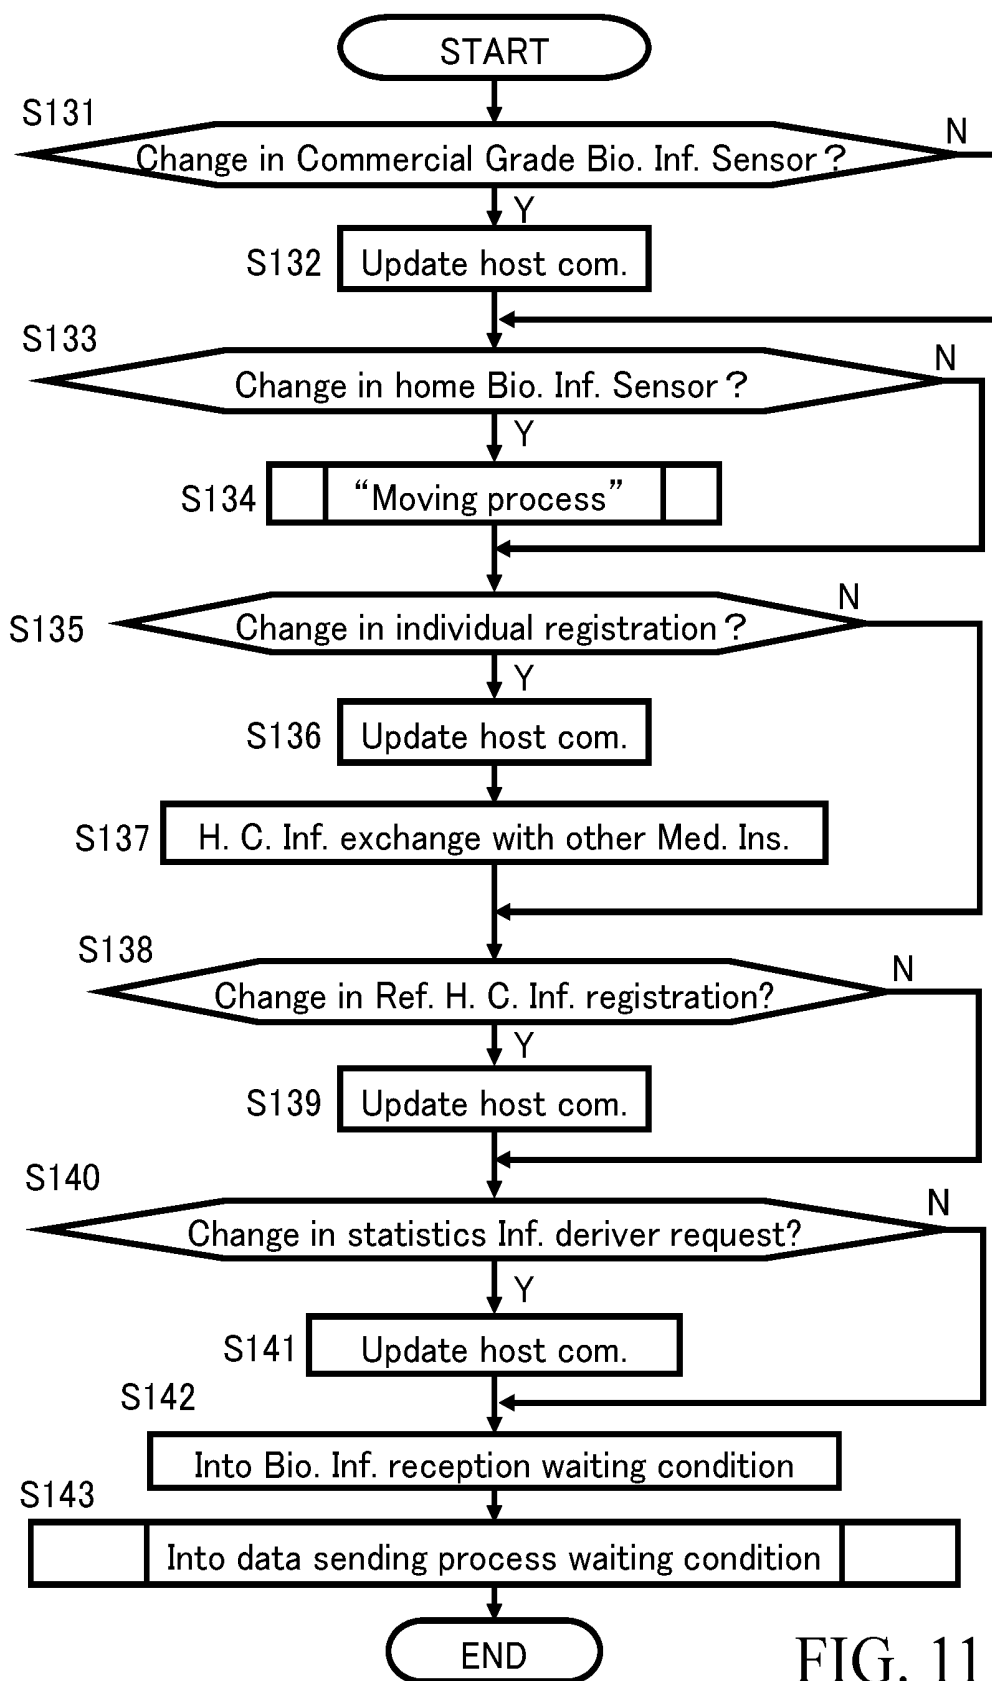 START
S131
Change in Commercial Grade Bio. Inf. Sensor?
N
Y
S132
Update host com.
S133
Change in home Bio. Inf. Sensor?
N
Y
S134
“Moving process”
S135
Change in individual registration?
N
Y
S136
Update host com.
S137
H. C. Inf. exchange with other Med. Ins.
S138
Change in Ref. H. C. Inf. registration?
N
Y
S139
Update host com.
S140
Change in statistics Inf. deriver request?
N
Y
S141
Update host com.
S142
Into Bio. Inf. reception waiting condition
S143
Into data sending process waiting condition
END
FIG. 11